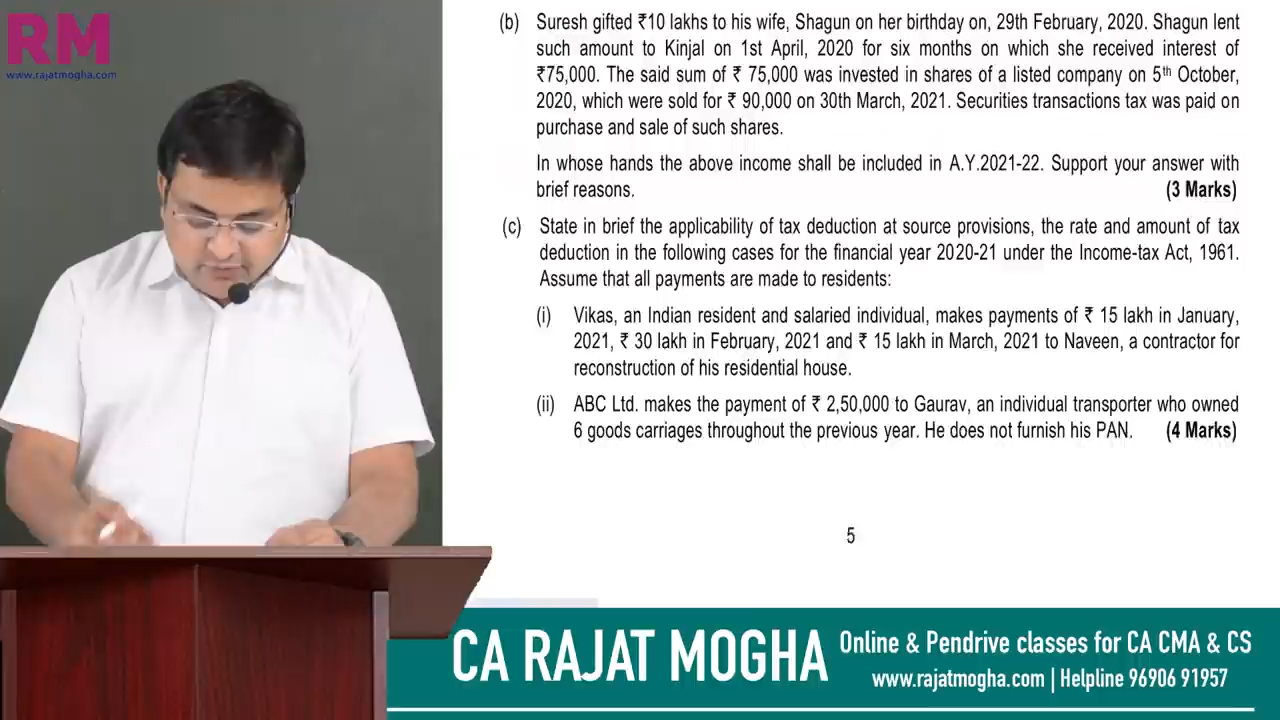 RM
www.rajatmogha.com
(b) Suresh gifted ₹10 lakhs to his wife, Shagun on her birthday on, 29th February, 2020. Shagun lent
such amount to Kinjal on 1st April, 2020 for six months on which she received interest of
₹75,000. The said sum of ₹ 75,000 was invested in shares of a listed company on 5th October,
2020, which were sold for ₹ 90,000 on 30th March, 2021. Securities transactions tax was paid on
purchase and sale of such shares.
In whose hands the above income shall be included in A.Y.2021-22. Support your answer with
brief reasons. (3 Marks)
(c) State in brief the applicability of tax deduction at source provisions, the rate and amount of tax
deduction in the following cases for the financial year 2020-21 under the Income-tax Act, 1961.
Assume that all payments are made to residents:
(i) Vikas, an Indian resident and salaried individual, makes payments of ₹ 15 lakh in January,
2021, ₹ 30 lakh in February, 2021 and ₹ 15 lakh in March, 2021 to Naveen, a contractor for
reconstruction of his residential house.
(ii) ABC Ltd. makes the payment of ₹ 2,50,000 to Gaurav, an individual transporter who owned
6 goods carriages throughout the previous year. He does not furnish his PAN. (4 Marks)
5
CA RAJAT MOGHA
Online & Pendrive classes for CA CMA & CS
www.rajatmogha.com | Helpline 96906 91957